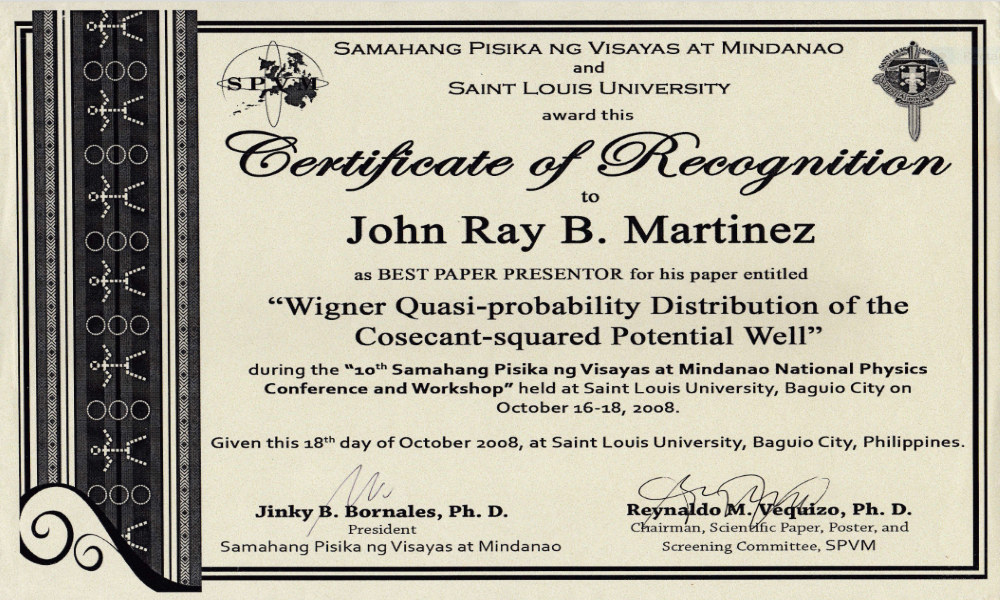 SAMAHANG PISIKA NG VISAYAS AT MINDANAO
and
SAINT LOUIS UNIVERSITY
award this
SPVM
Certificate of Recognition
to
John Ray B. Martinez
as BEST PAPER PRESENTOR for his paper entitled
“Wigner Quasi-probability Distribution of the
Cosecant-squared Potential Well”
during the “10th Samahang Pisika ng Visayas at Mindanao National Physics
Conference and Workshop” held at Saint Louis University, Baguio City on
October 16-18, 2008.
Given this 18th day of October 2008, at Saint Louis University, Baguio City, Philippines.
Jinky B. Bornales, Ph. D.
President
Samahang Pisika ng Visayas at Mindanao
Reynaldo M. Vequizo, Ph. D.
Chairman, Scientific Paper, Poster, and
Screening Committee, SPVM